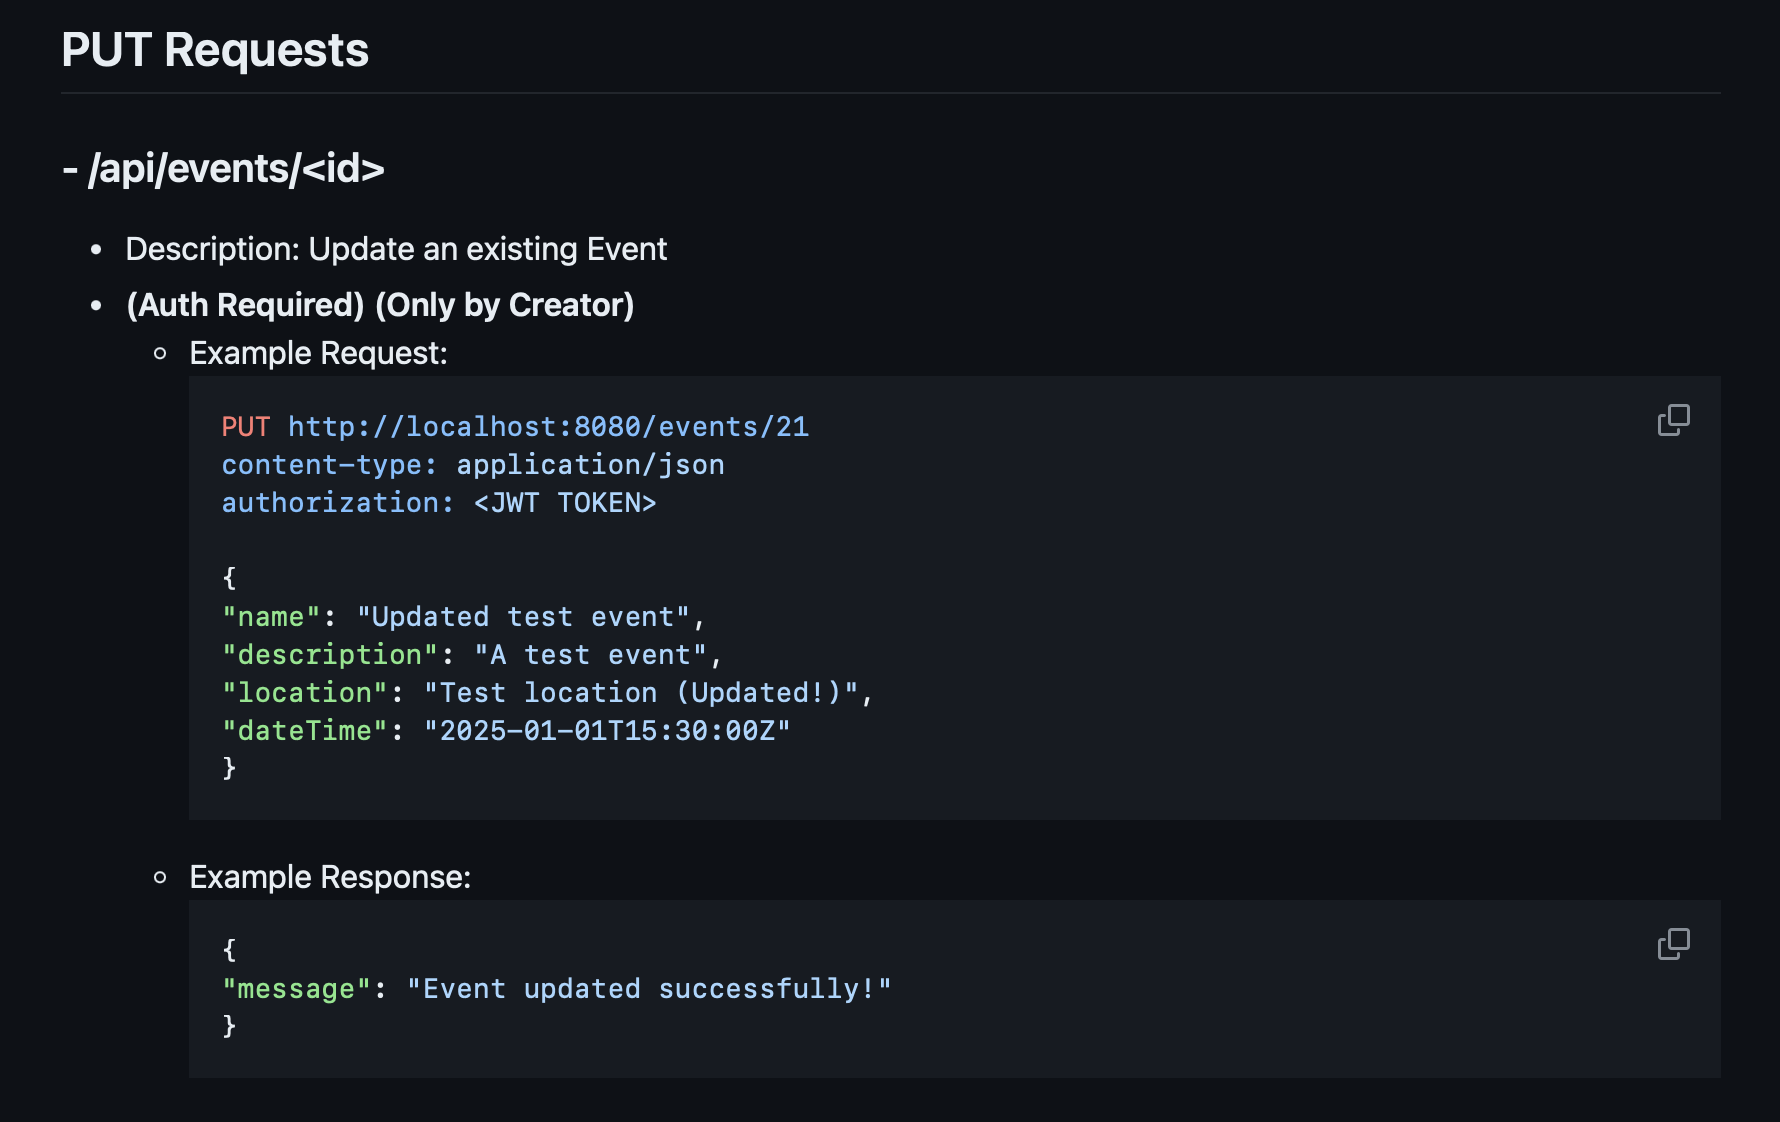 PUT Requests
- /api/events/<id>
• Description: Update an existing Event
• (Auth Required) (Only by Creator)
◦ Example Request:
PUT http://localhost:8080/events/21
content-type: application/json
authorization: <JWT TOKEN>
{
"name": "Updated test event",
"description": "A test event",
"location": "Test location (Updated!)",
"dateTime": "2025-01-01T15:30:00Z"
}
◦ Example Response:
{
"message": "Event updated successfully!"
}